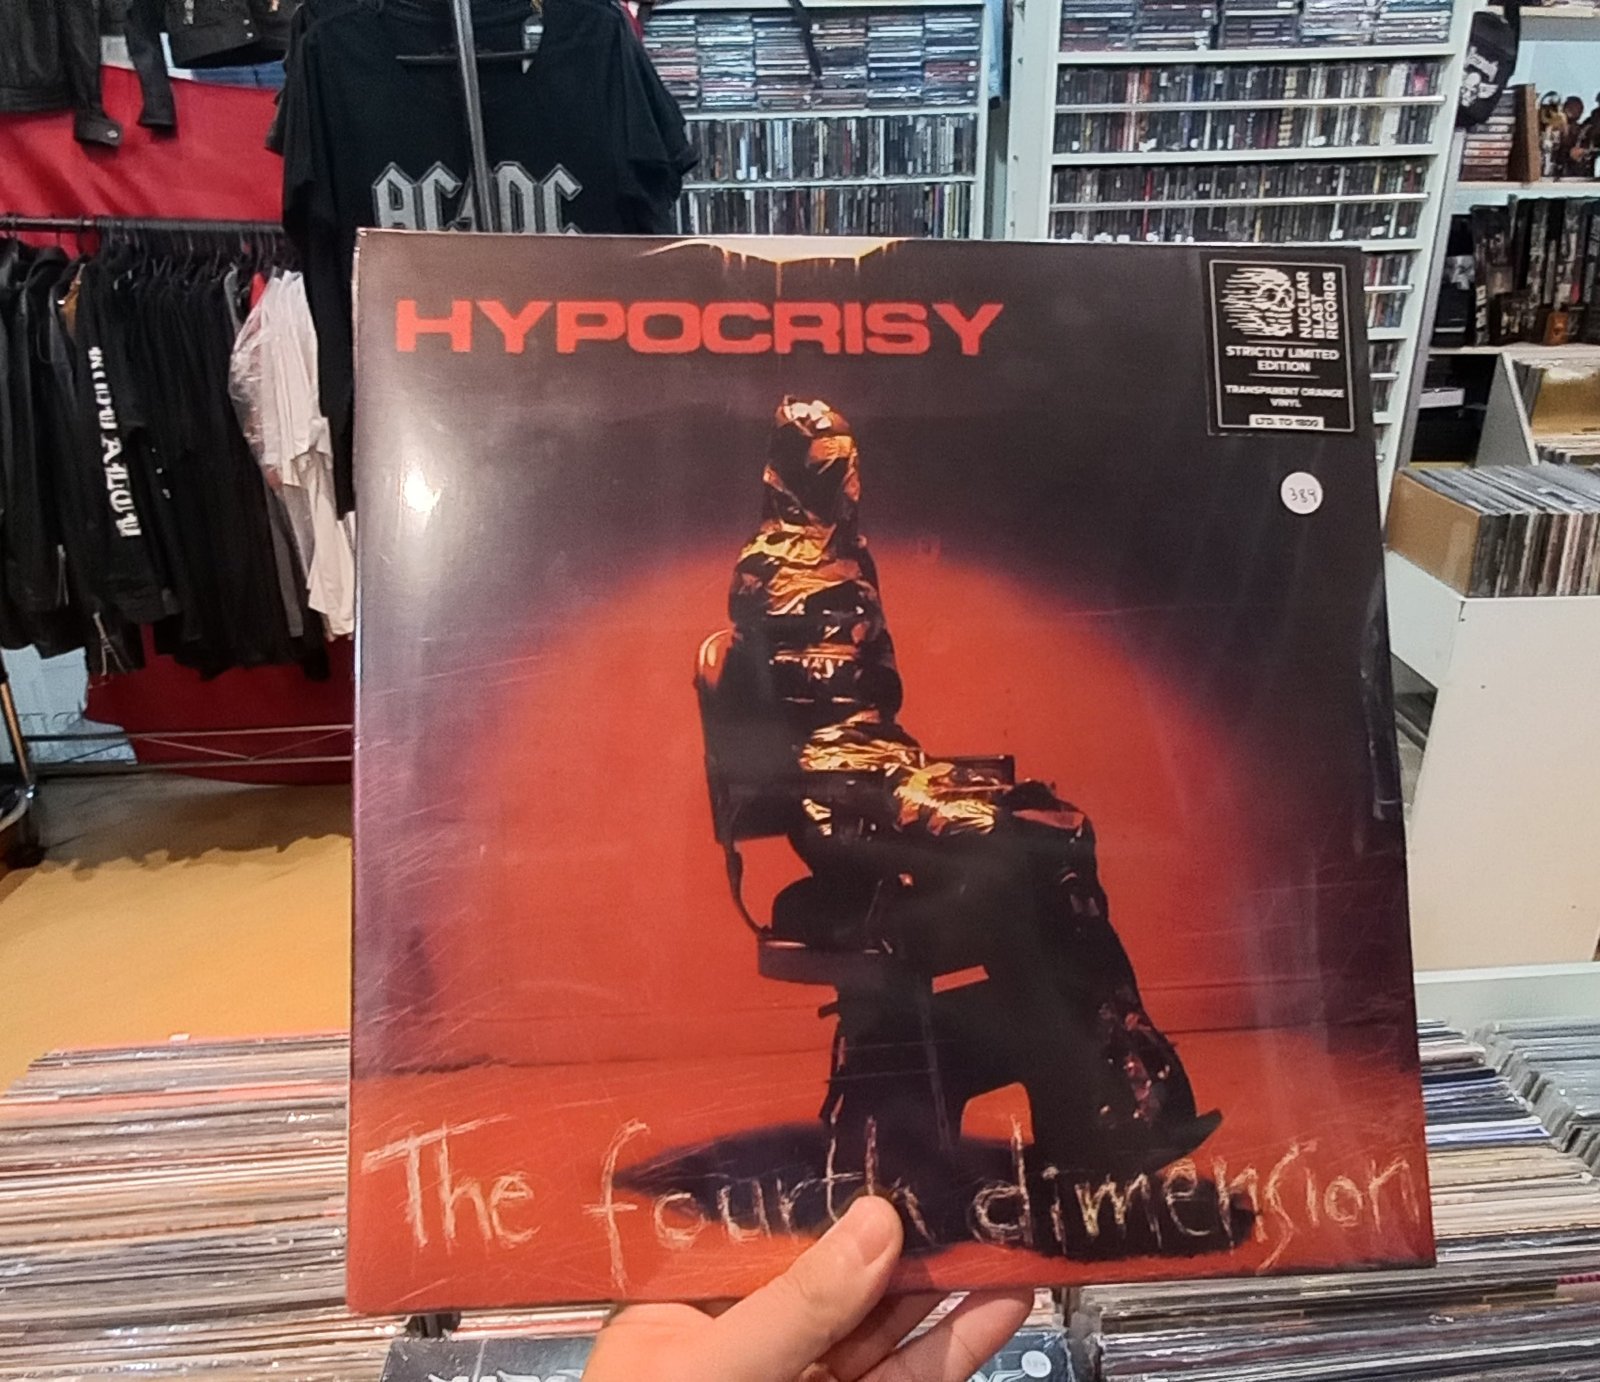 AC DC
HYPOCRISY
NUCLEAR
BLAST
RECORDS
STRICTLY LIMITED
EDITION
TRANSPARENT ORANGE
VINYL
LTD. TO 1800
389
The fourth dimension